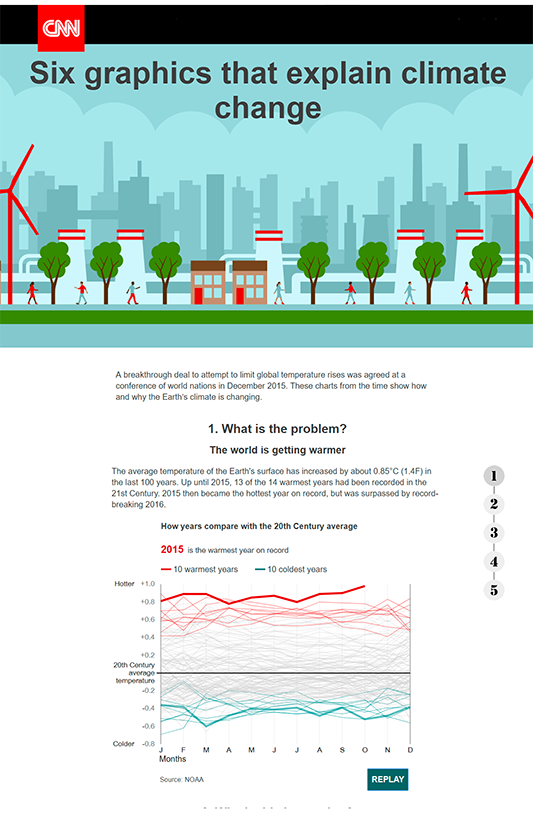 CNN
Six graphics that explain climate
change
A breakthrough deal to attempt to limit global temperature rises was agreed at a
conference of world nations in December 2015. These charts from the time show how
and why the Earth's climate is changing.
1. What is the problem?
The world is getting warmer
The average temperature of the Earth's surface has increased by about 0.85°C (1.4F) in
the last 100 years. Up until 2015, 13 of the 14 warmest years had been recorded in the
21st Century. 2015 then became the hottest year on record, but was surpassed by record-
breaking 2016.
1
2
3
4
5
How years compare with the 20th Century average
2015 is the warmest year on record
10 warmest years 10 coldest years
Hotter +1.0
+0.8
+0.6
+0.4
+0.2
20th Century
average
temperature
-0.2
-0.4
-0.6
Colder -0.8
J F M A M J J A S O N D
Months
Source: NOAA
REPLAY